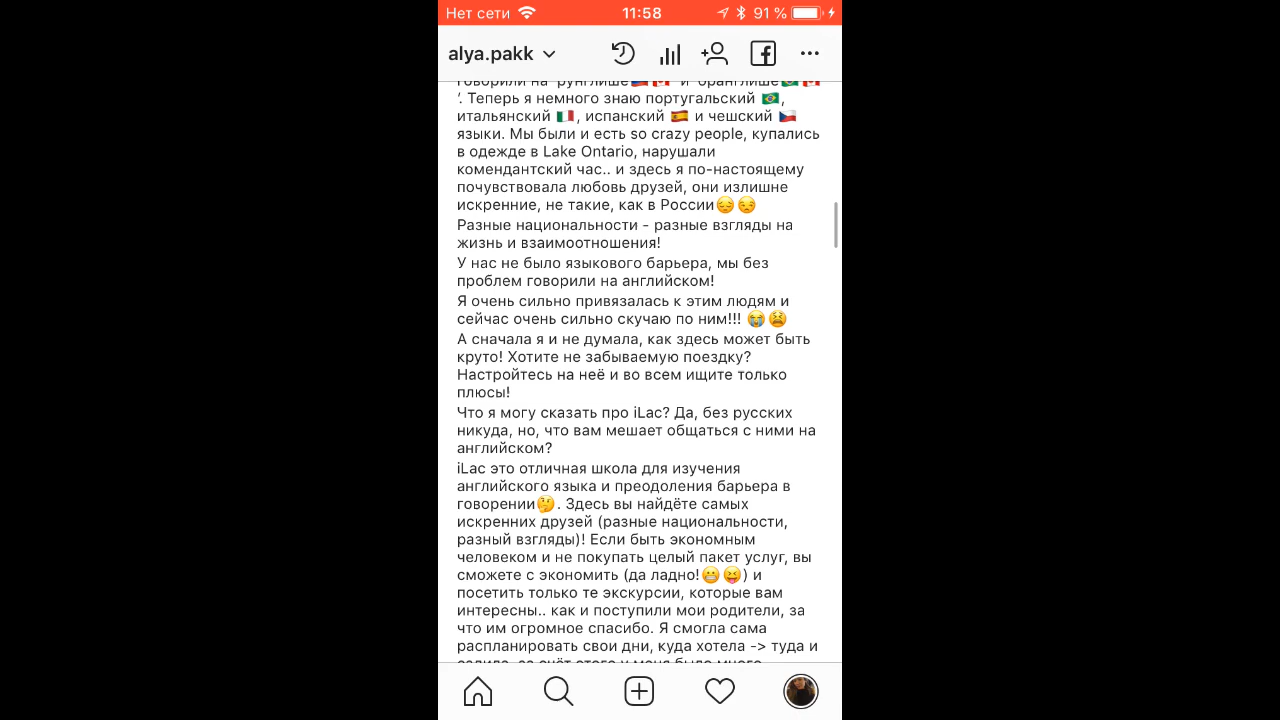 Нет сети 11:58 91 %
alya.pakk
говорили на ‘рунглише🇷🇺🇨🇦’ и ‘бранглише🇧🇷🇨🇦
’. Теперь я немного знаю португальский 🇧🇷,
итальянский 🇮🇹, испанский 🇪🇸 и чешский 🇨🇿
языки. Мы были и есть so crazy people, купались
в одежде в Lake Ontario, нарушали
комендантский час.. и здесь я по-настоящему
почувствовала любовь друзей, они излишне
искренние, не такие, как в России😔😒
Разные национальности - разные взгляды на
жизнь и взаимоотношения!
У нас не было языкового барьера, мы без
проблем говорили на английском!
Я очень сильно привязалась к этим людям и
сейчас очень сильно скучаю по ним!!! 😭😫
А сначала я и не думала, как здесь может быть
круто! Хотите не забываемую поездку?
Настройтесь на неё и во всем ищите только
плюсы!
Что я могу сказать про iLac? Да, без русских
никуда, но, что вам мешает общаться с ними на
английском?
iLac это отличная школа для изучения
английского языка и преодоления барьера в
говорении🤔. Здесь вы найдёте самых
искренних друзей (разные национальности,
разный взгляды)! Если быть экономным
человеком и не покупать целый пакет услуг, вы
сможете с экономить (да ладно!😬😝) и
посетить только те экскурсии, которые вам
интересны.. как и поступили мои родители, за
что им огромное спасибо. Я смогла сама
распланировать свои дни, куда хотела -> туда и